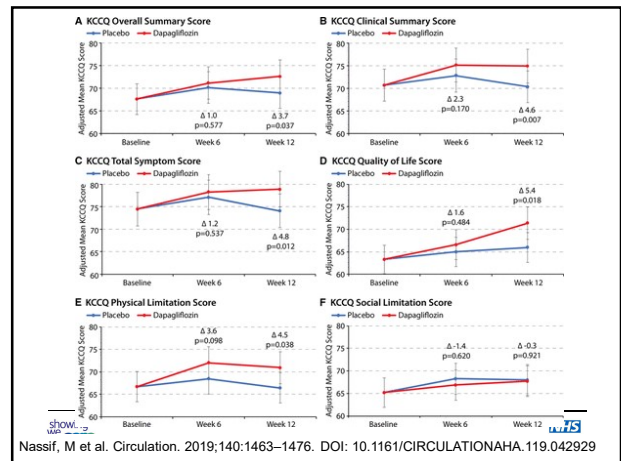 A KCCQ Overall Summary Score
Placebo Dapagliflozin
Adjusted Mean KCCQ Score
80
75
70
65
60
Δ 1.0
p=0.577
Δ 3.7
p=0.037
Baseline Week 6 Week 12
B KCCQ Clinical Summary Score
Placebo Dapagliflozin
Adjusted Mean KCCQ Score
80
75
70
65
60
Δ 2.3
p=0.170
Δ 4.6
p=0.007
Baseline Week 6 Week 12
C KCCQ Total Symptom Score
Placebo Dapagliflozin
Adjusted Mean KCCQ Score
80
75
70
65
60
Δ 1.2
p=0.537
Δ 4.8
p=0.012
Baseline Week 6 Week 12
D KCCQ Quality of Life Score
Placebo Dapagliflozin
Adjusted Mean KCCQ Score
80
75
70
65
60
Δ 1.6
p=0.484
Δ 5.4
p=0.018
Baseline Week 6 Week 12
E KCCQ Physical Limitation Score
Placebo Dapagliflozin
Adjusted Mean KCCQ Score
80
75
70
65
60
Δ 3.6
p=0.098
Δ 4.5
p=0.038
Baseline Week 6 Week 12
F KCCQ Social Limitation Score
Placebo Dapagliflozin
Adjusted Mean KCCQ Score
80
75
70
65
60
Δ -1.4
p=0.620
Δ -0.3
p=0.921
Baseline Week 6 Week 12
NHS
Nassif, M et al. Circulation. 2019;140:1463–1476. DOI: 10.1161/CIRCULATIONAHA.119.042929